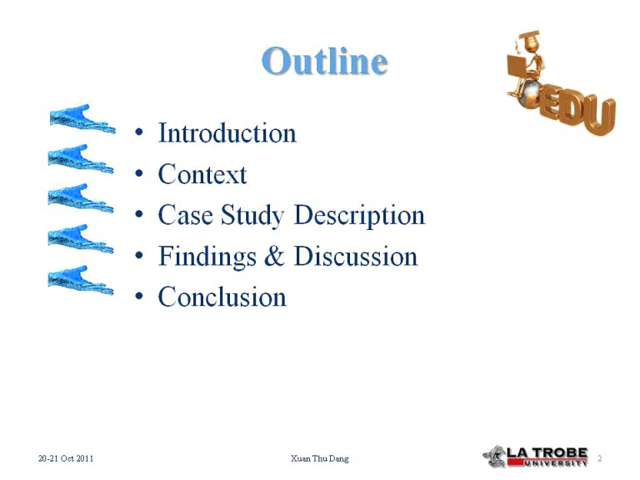 Outline
EDU
• Introduction
• Context
• Case Study Description
• Findings & Discussion
• Conclusion
20-21 Oct 2011
Xuan Thu Dang
LA TROBE
UNIVERSITY
2